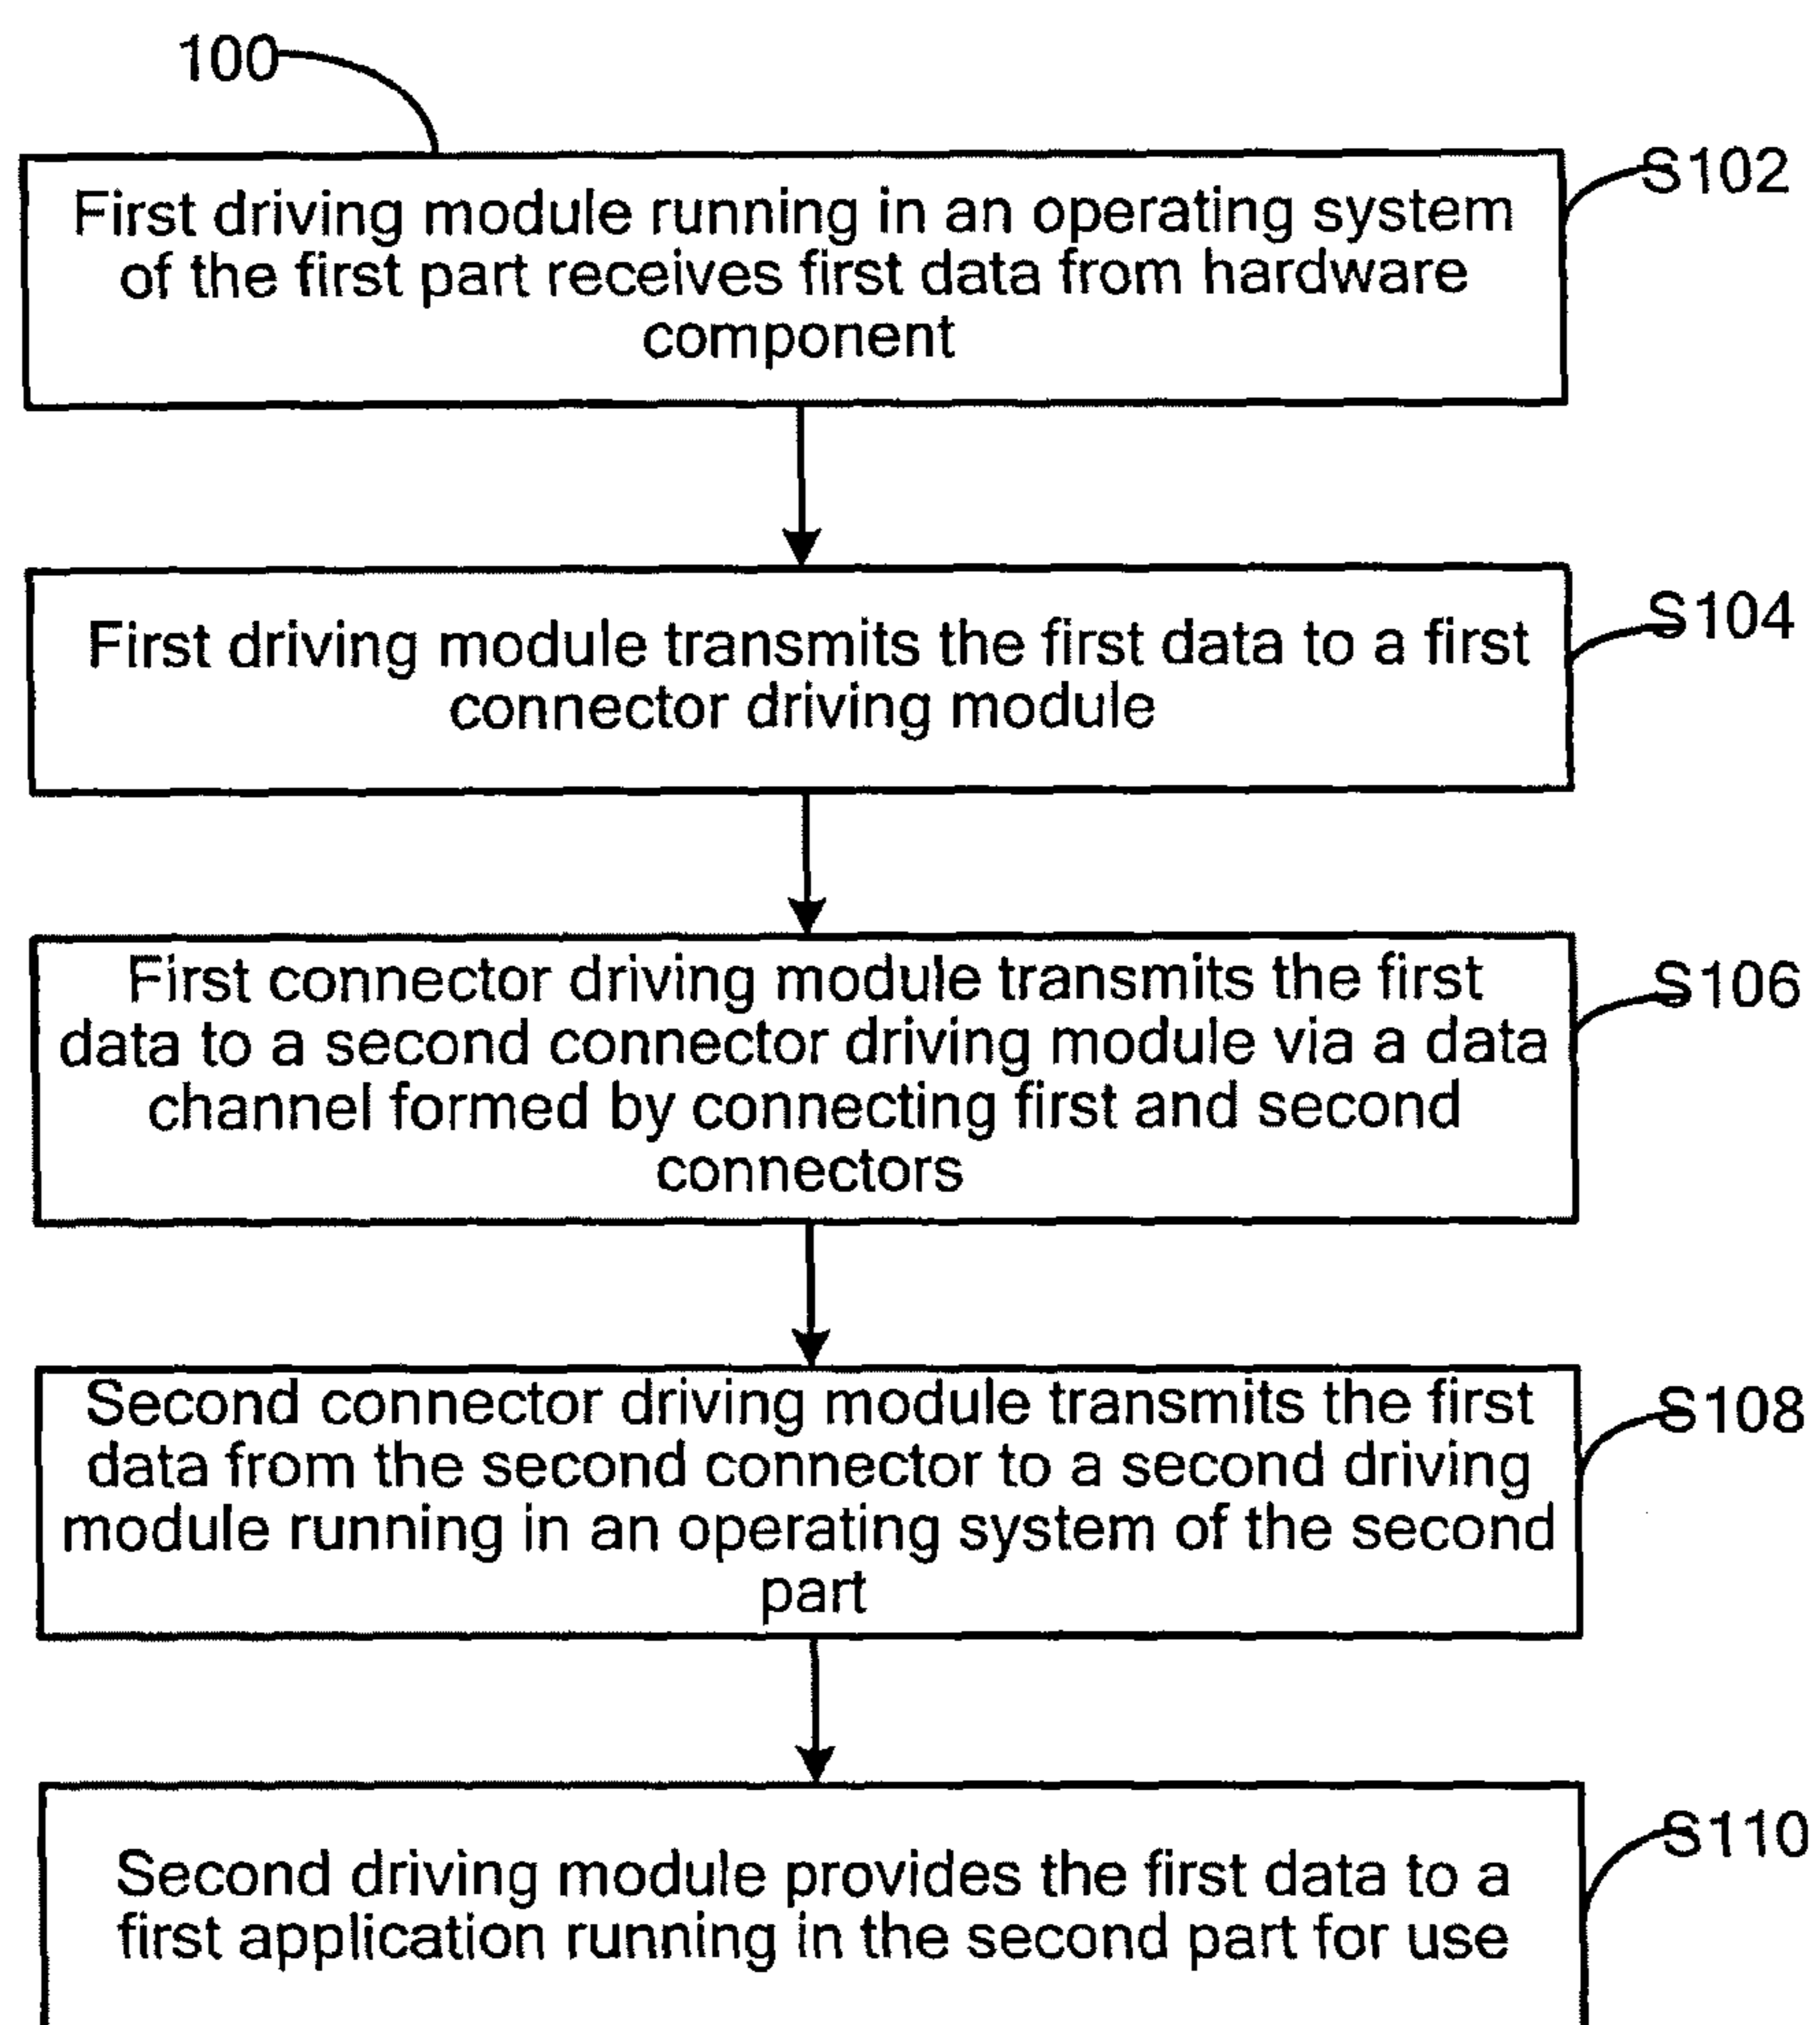 100
S102
First driving module running in an operating system
of the first part receives first data from hardware
component
S104
First driving module transmits the first data to a first
connector driving module
S106
First connector driving module transmits the first
data to a second connector driving module via a data
channel formed by connecting first and second
connectors
S108
Second connector driving module transmits the first
data from the second connector to a second driving
module running in an operating system of the second
part
S110
Second driving module provides the first data to a
first application running in the second part for use